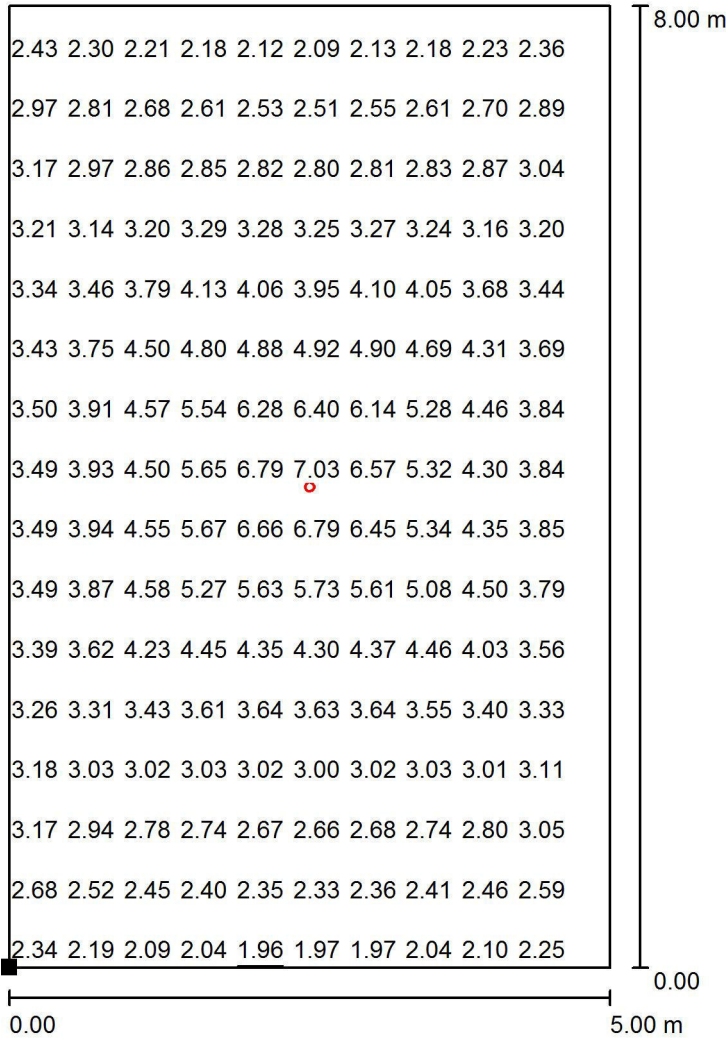 8.00 m
2.43 2.30 2.21 2.18 2.12 2.09 2.13 2.18 2.23 2.36
2.97 2.81 2.68 2.61 2.53 2.51 2.55 2.61 2.70 2.89
3.17 2.97 2.86 2.85 2.82 2.80 2.81 2.83 2.87 3.04
3.21 3.14 3.20 3.29 3.28 3.25 3.27 3.24 3.16 3.20
3.34 3.46 3.79 4.13 4.06 3.95 4.10 4.05 3.68 3.44
3.43 3.75 4.50 4.80 4.88 4.92 4.90 4.69 4.31 3.69
3.50 3.91 4.57 5.54 6.28 6.40 6.14 5.28 4.46 3.84
3.49 3.93 4.50 5.65 6.79 7.03 6.57 5.32 4.30 3.84
3.49 3.94 4.55 5.67 6.66 6.79 6.45 5.34 4.35 3.85
3.49 3.87 4.58 5.27 5.63 5.73 5.61 5.08 4.50 3.79
3.39 3.62 4.23 4.45 4.35 4.30 4.37 4.46 4.03 3.56
3.26 3.31 3.43 3.61 3.64 3.63 3.64 3.55 3.40 3.33
3.18 3.03 3.02 3.03 3.02 3.00 3.02 3.03 3.01 3.11
3.17 2.94 2.78 2.74 2.67 2.66 2.68 2.74 2.80 3.05
2.68 2.52 2.45 2.40 2.35 2.33 2.36 2.41 2.46 2.59
2.34 2.19 2.09 2.04 1.96 1.97 1.97 2.04 2.10 2.25
0.00
0.00 5.00 m